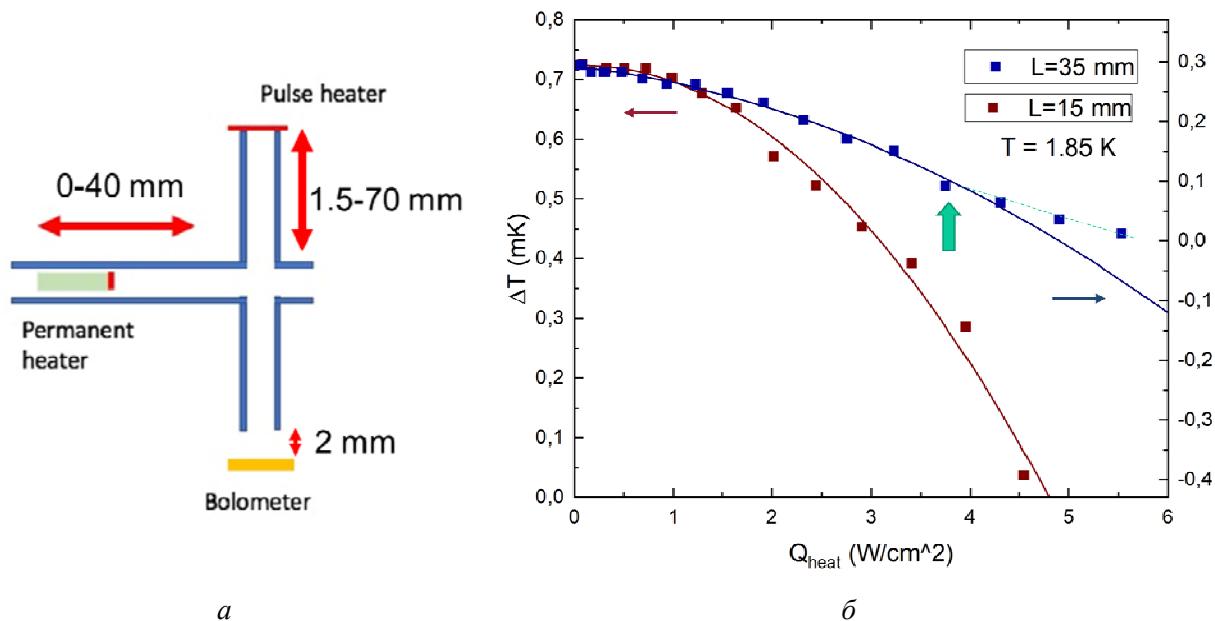 Pulse heater
0-40 mm
1.5-70 mm
Permanent
heater
2 mm
Bolometer
а
0,8
0,7
0,6
0,5
0,4
0,3
0,2
0,1
0,0
ΔT (mK)
L=35 mm
L=15 mm
T = 1.85 K
0,3
0,2
0,1
0,0
-0,1
-0,2
-0,3
-0,4
0 1 2 3 4 5 6
Qheat (W/cm^2)
б